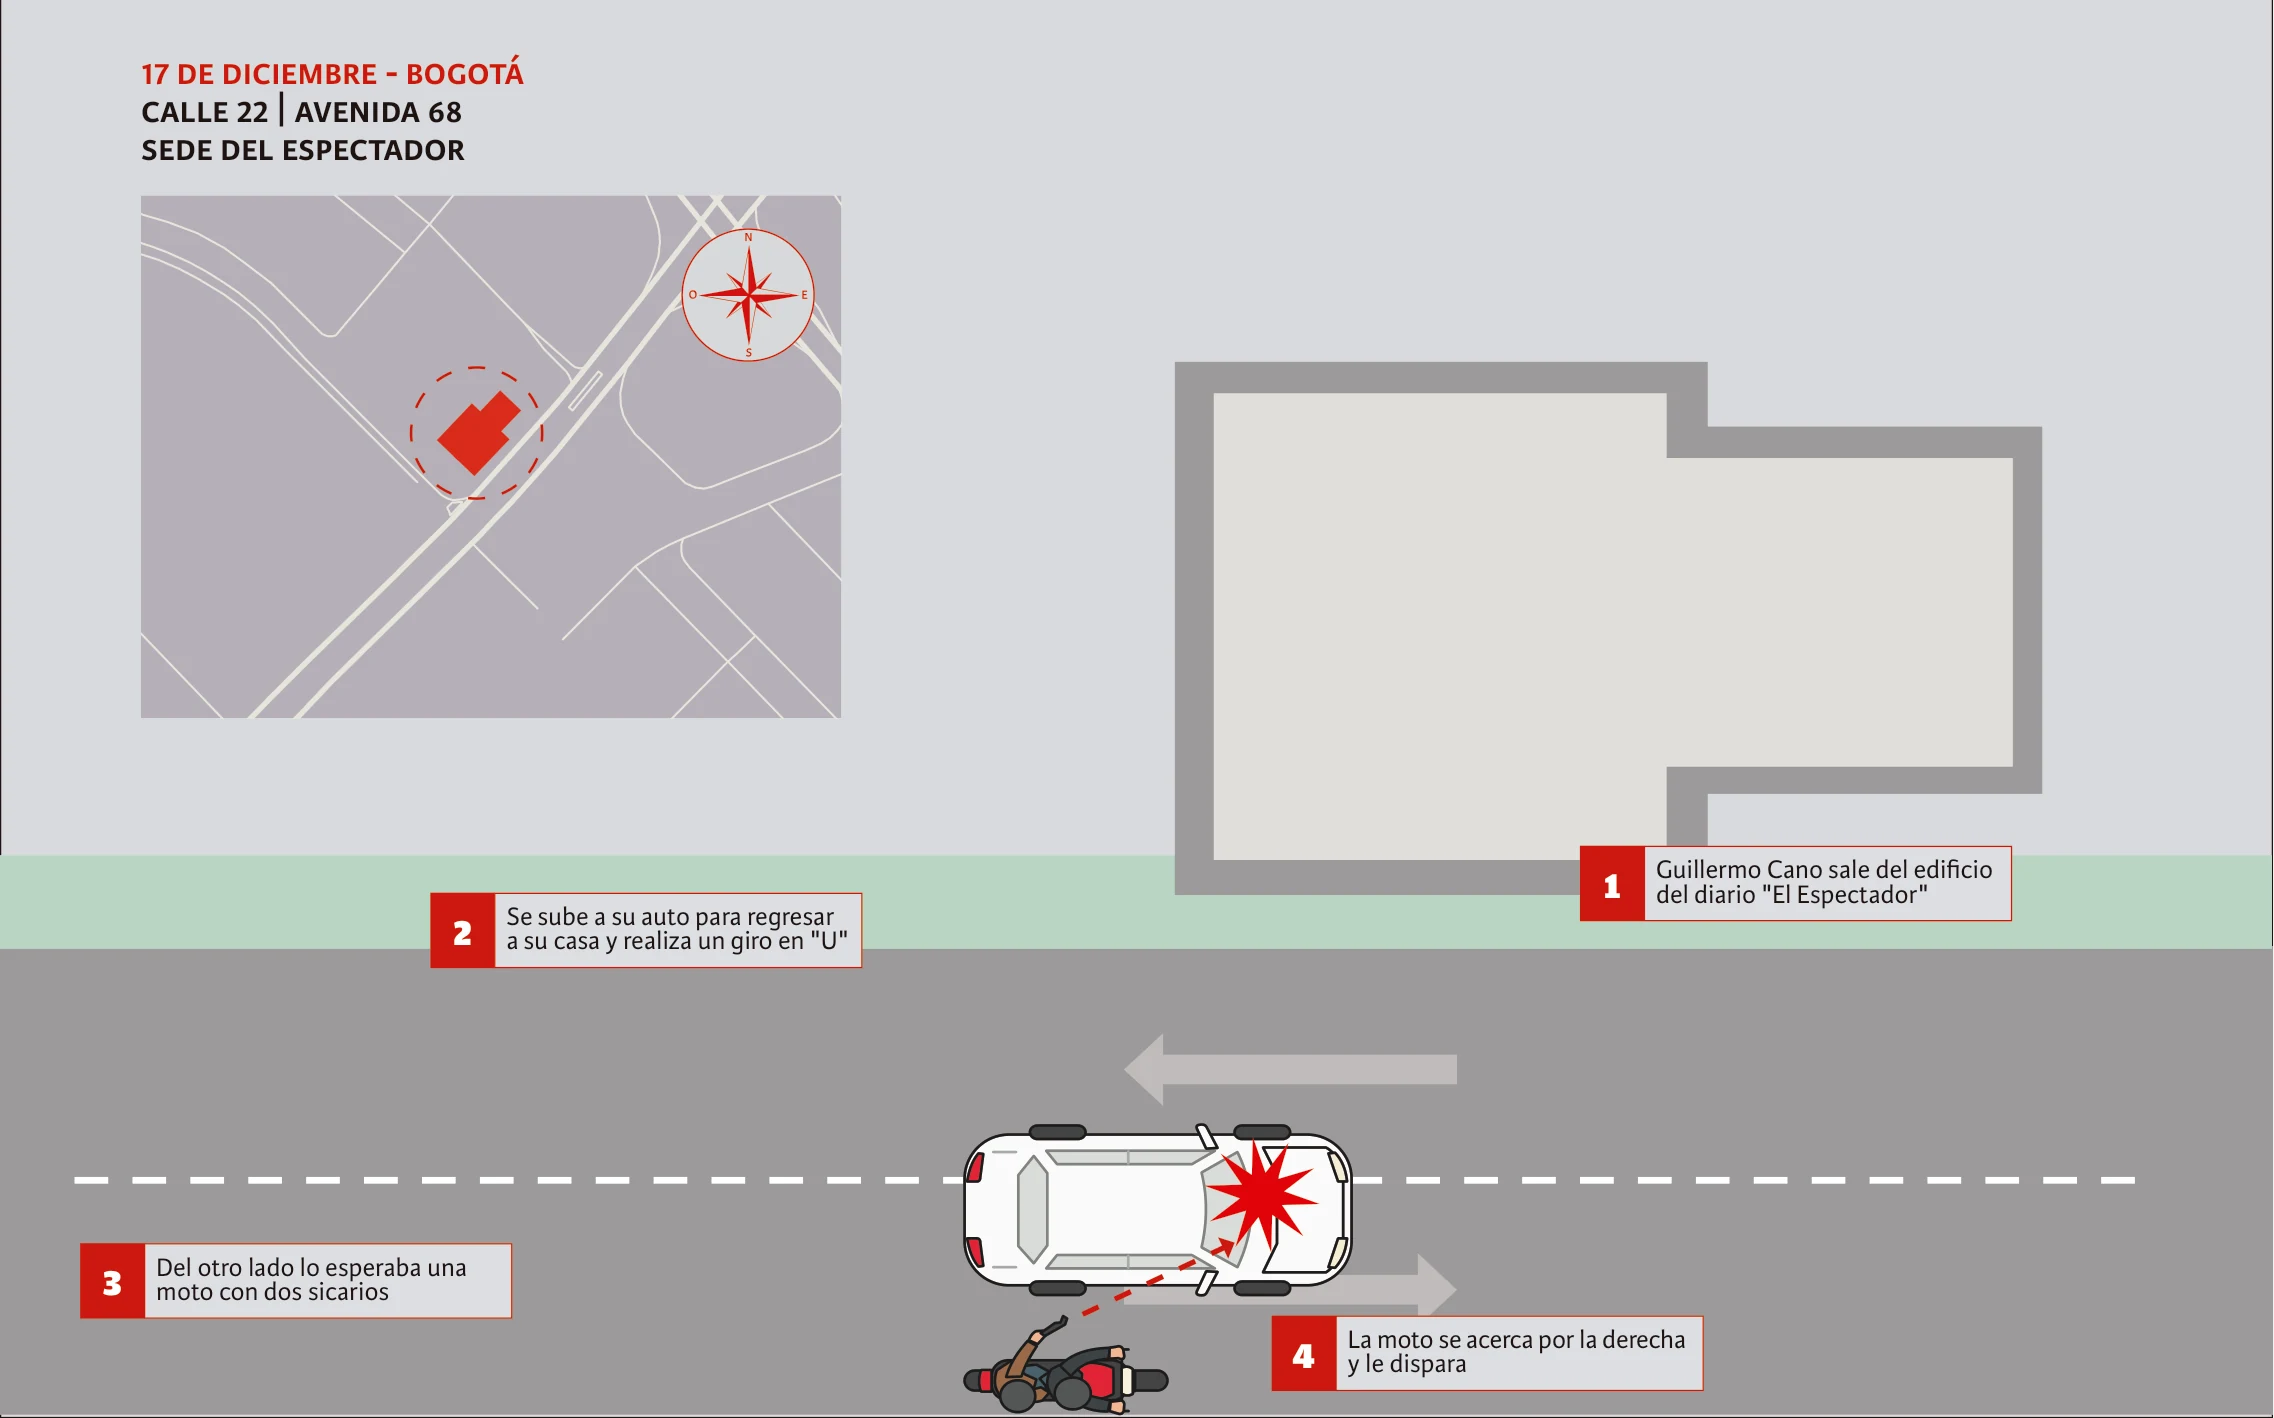 17 DE DICIEMBRE - BOGOTÁ
CALLE 22 | AVENIDA 68
SEDE DEL ESPECTADOR
N
O
E
S
1
Guillermo Cano sale del edificio
del diario "El Espectador"
2
Se sube a su auto para regresar
a su casa y realiza un giro en "U"
3
Del otro lado lo esperaba una
moto con dos sicarios
4
La moto se acerca por la derecha
y le dispara